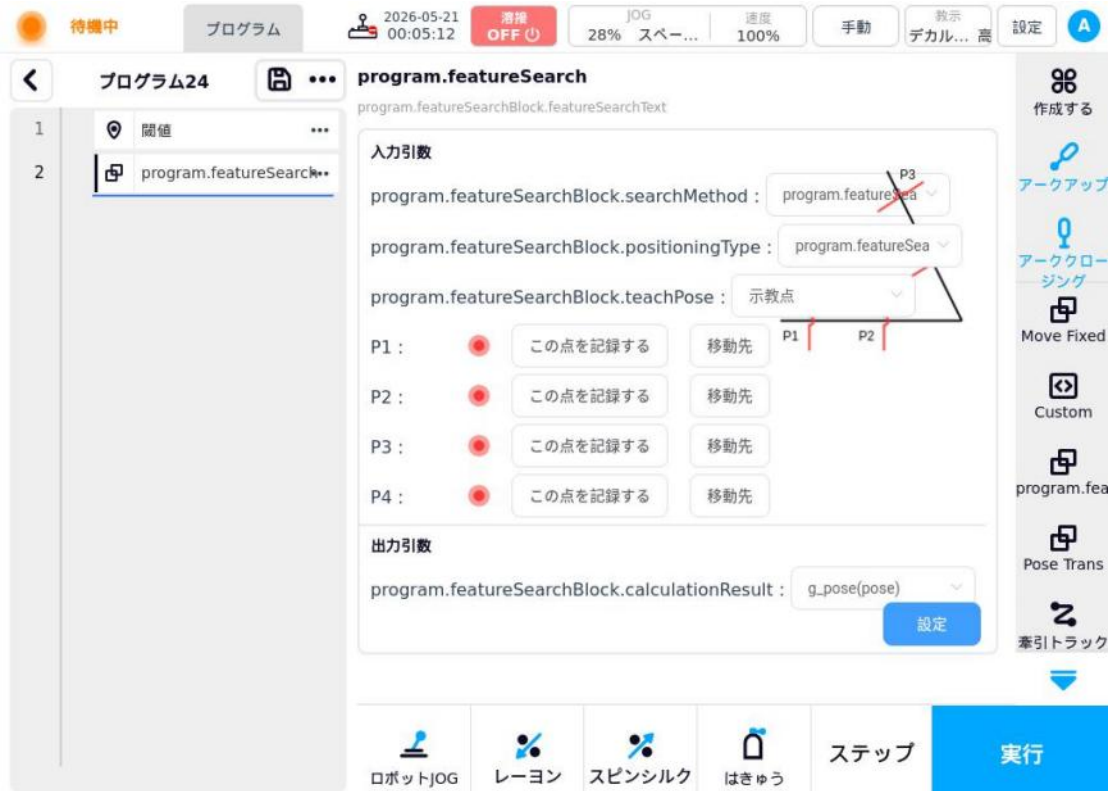 待機中
プログラム
2026-05-21
00:05:12
溶接
OFF
JOG
28% スペー...
速度
100%
手動
教示
デカル... 高
設定
A
プログラム24
1 閾値
2 program.featureSearch
program.featureSearch
program.featureSearchBlock.featureSearchText
入力引数
program.featureSearchBlock.searchMethod : program.featureSea
P3
program.featureSearchBlock.positioningType : program.featureSea
program.featureSearchBlock.teachPose : 示教点
P1 P2
P1 : この点を記録する 移動先
P2 : この点を記録する 移動先
P3 : この点を記録する 移動先
P4 : この点を記録する 移動先
出力引数
program.featureSearchBlock.calculationResult : g_pose(pose)
設定
作成する
アークアップ
アーククロー
ジング
Move Fixed
Custom
program.fea
Pose Trans
牽引トラック
ロボットJOG
レーヨン
スピンシルク
はきゅう
ステップ
実行